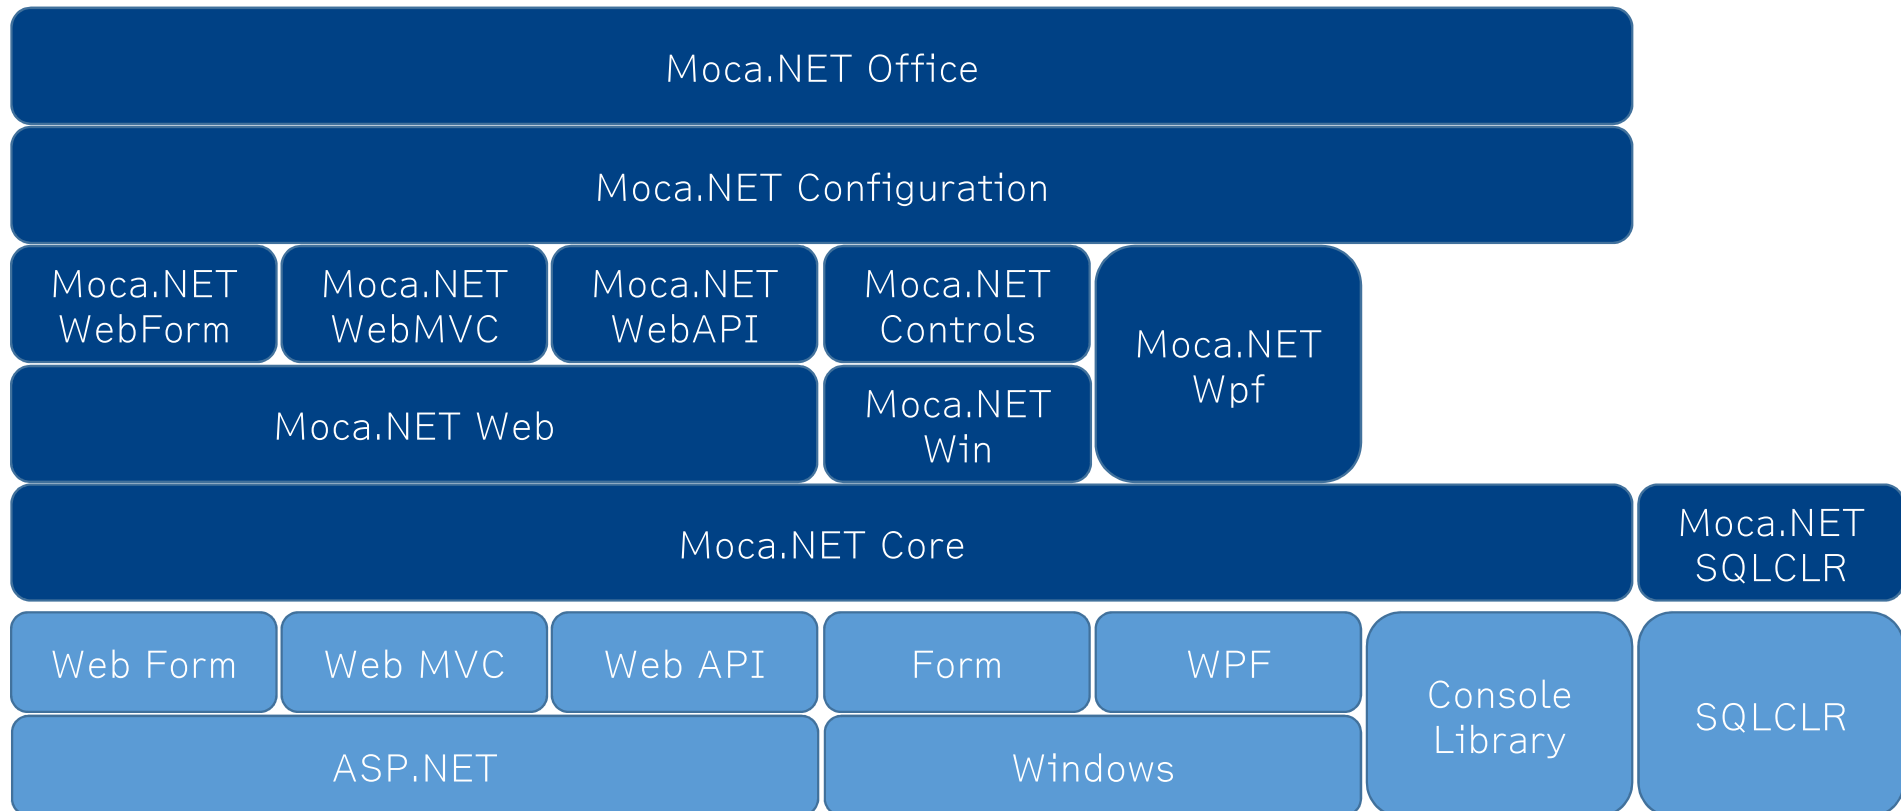 Moca.NET Office
Moca.NET Configuration
Moca.NET
WebForm
Moca.NET
WebMVC
Moca.NET
WebAPI
Moca.NET
Controls
Moca.NET
Wpf
Moca.NET Web
Moca.NET
Win
Moca.NET Core
Moca.NET
SQLCLR
Web Form
Web MVC
Web API
Form
WPF
Console
Library
SQLCLR
ASP.NET
Windows